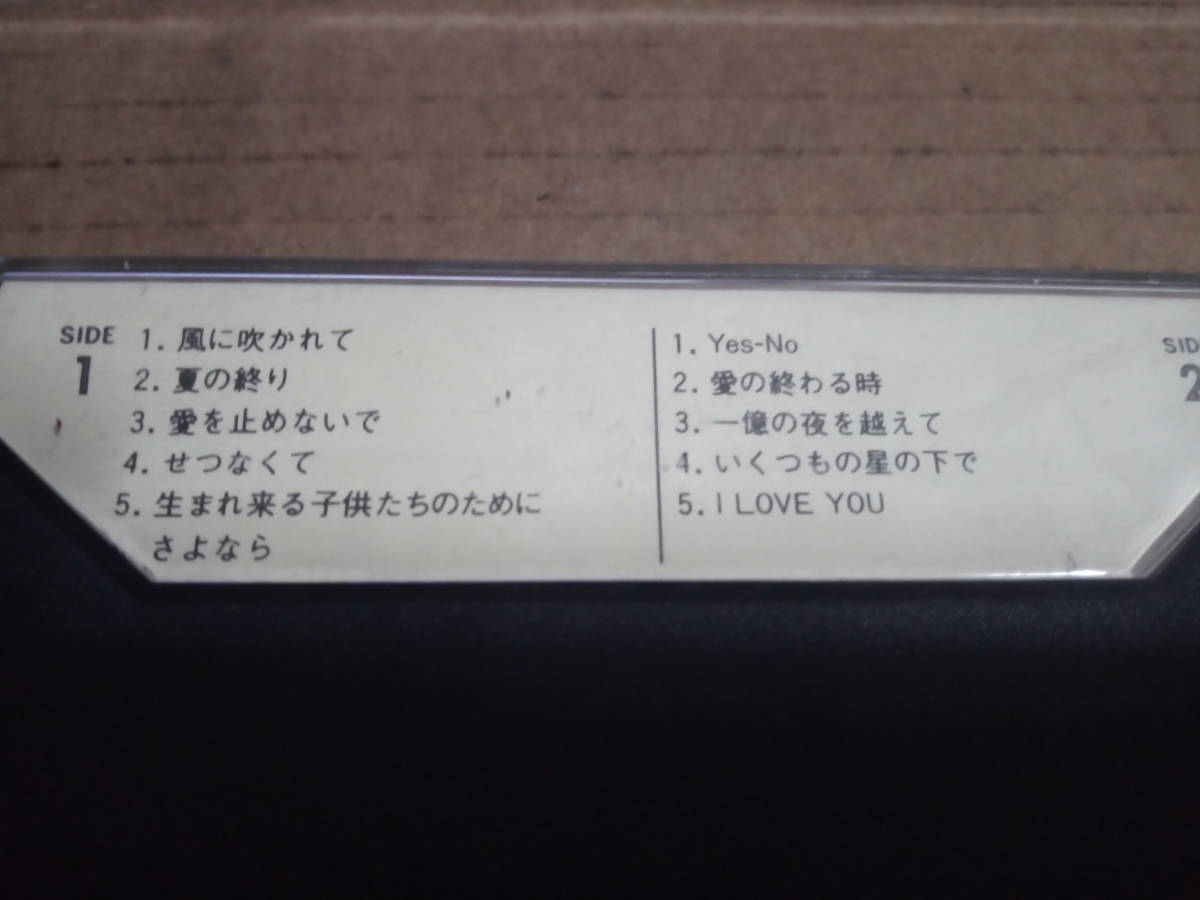 SIDE 1
1. 風に吹かれて
2. 夏の終り
3. 愛を止めないで
4. せつなくて
5. 生まれ来る子供たちのために
さよなら
1. Yes-No
2. 愛の終わる時
3. 一億の夜を越えて
4. いくつもの星の下で
5. I LOVE YOU
SID
2